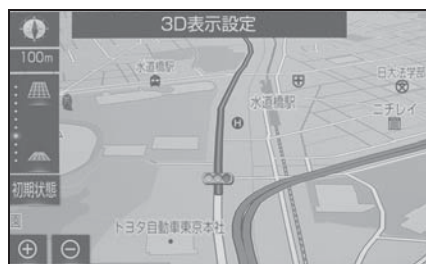 3D表示設定
100m
水道橋駅
日大法学部
水道橋駅
ニチレイ
H
初期状態
園
トヨタ自動車東京本社